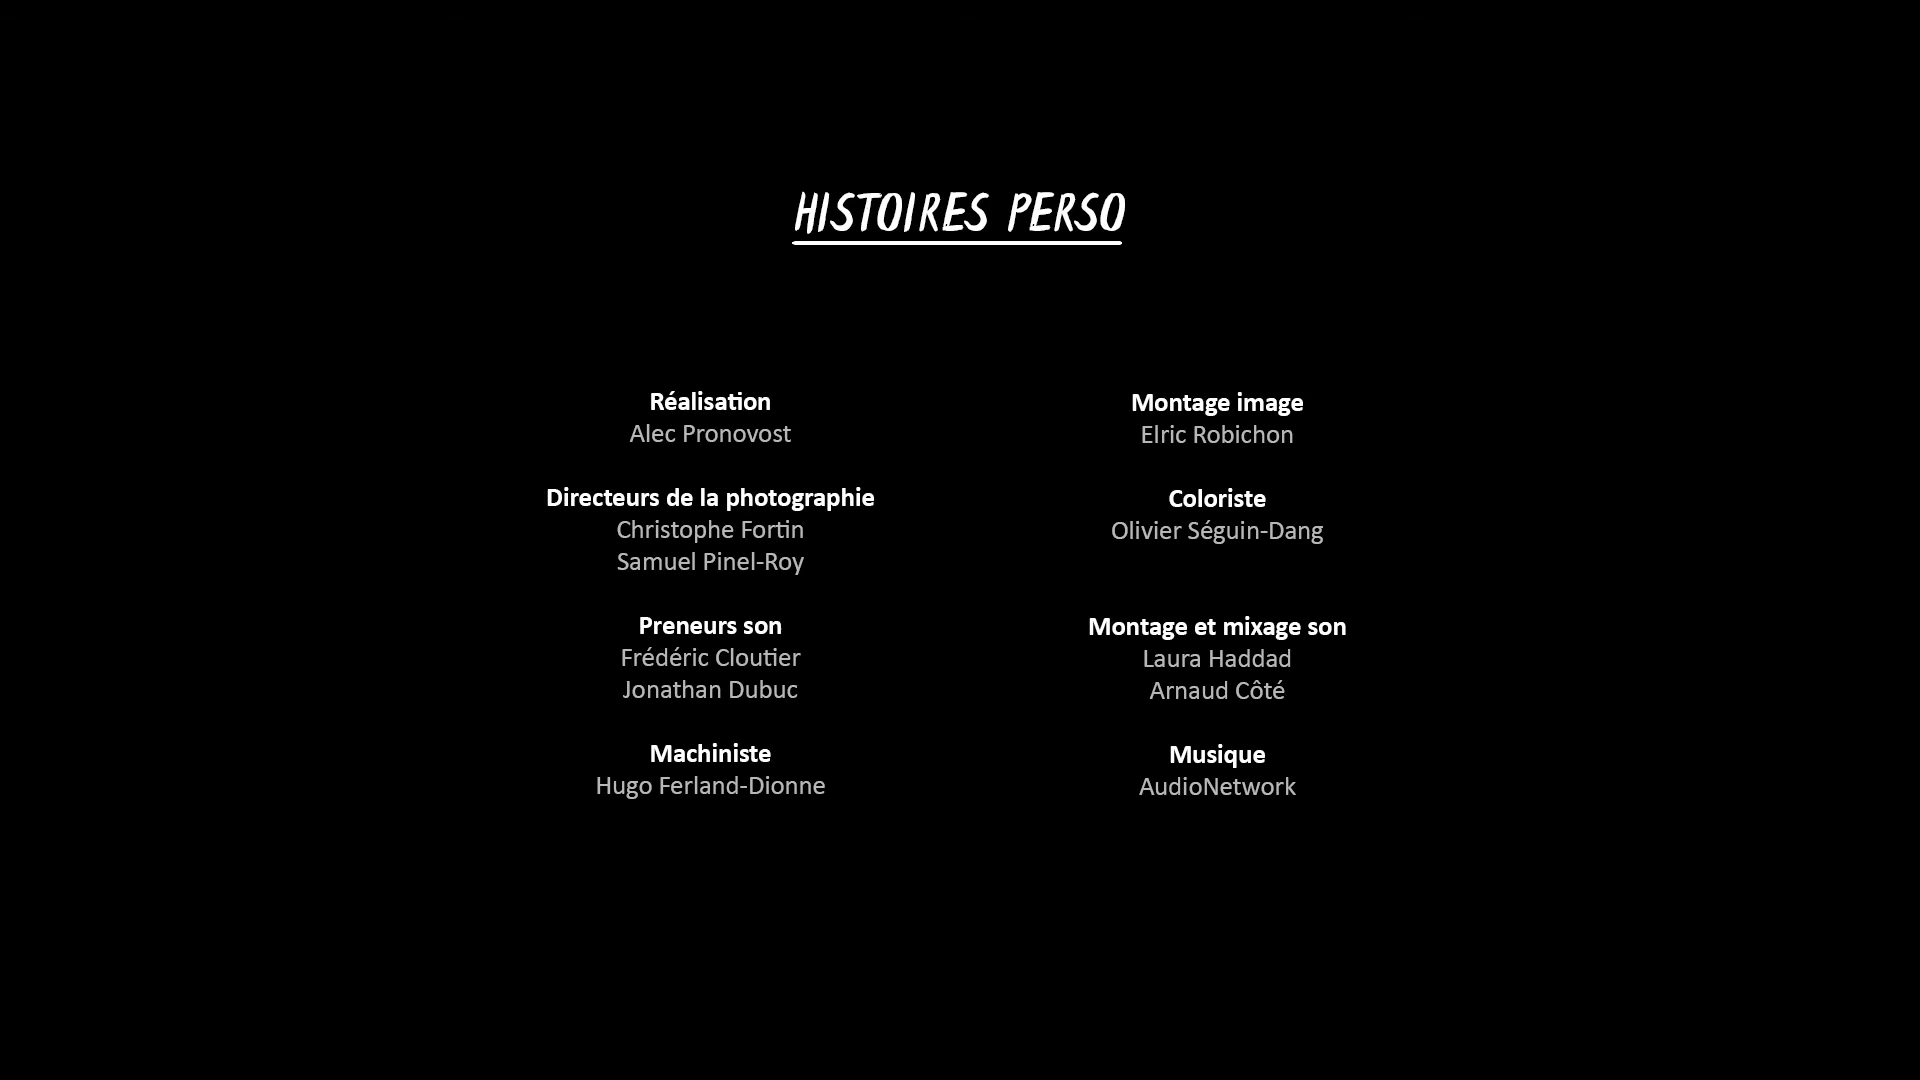 HISTOIRES PERSO
Réalisation
Alec Pronovost
Directeurs de la photographie
Christophe Fortin
Samuel Pinel-Roy
Preneurs son
Frédéric Cloutier
Jonathan Dubuc
Machiniste
Hugo Ferland-Dionne
Montage image
Elric Robichon
Coloriste
Olivier Séguin-Dang
Montage et mixage son
Laura Haddad
Arnaud Côté
Musique
AudioNetwork